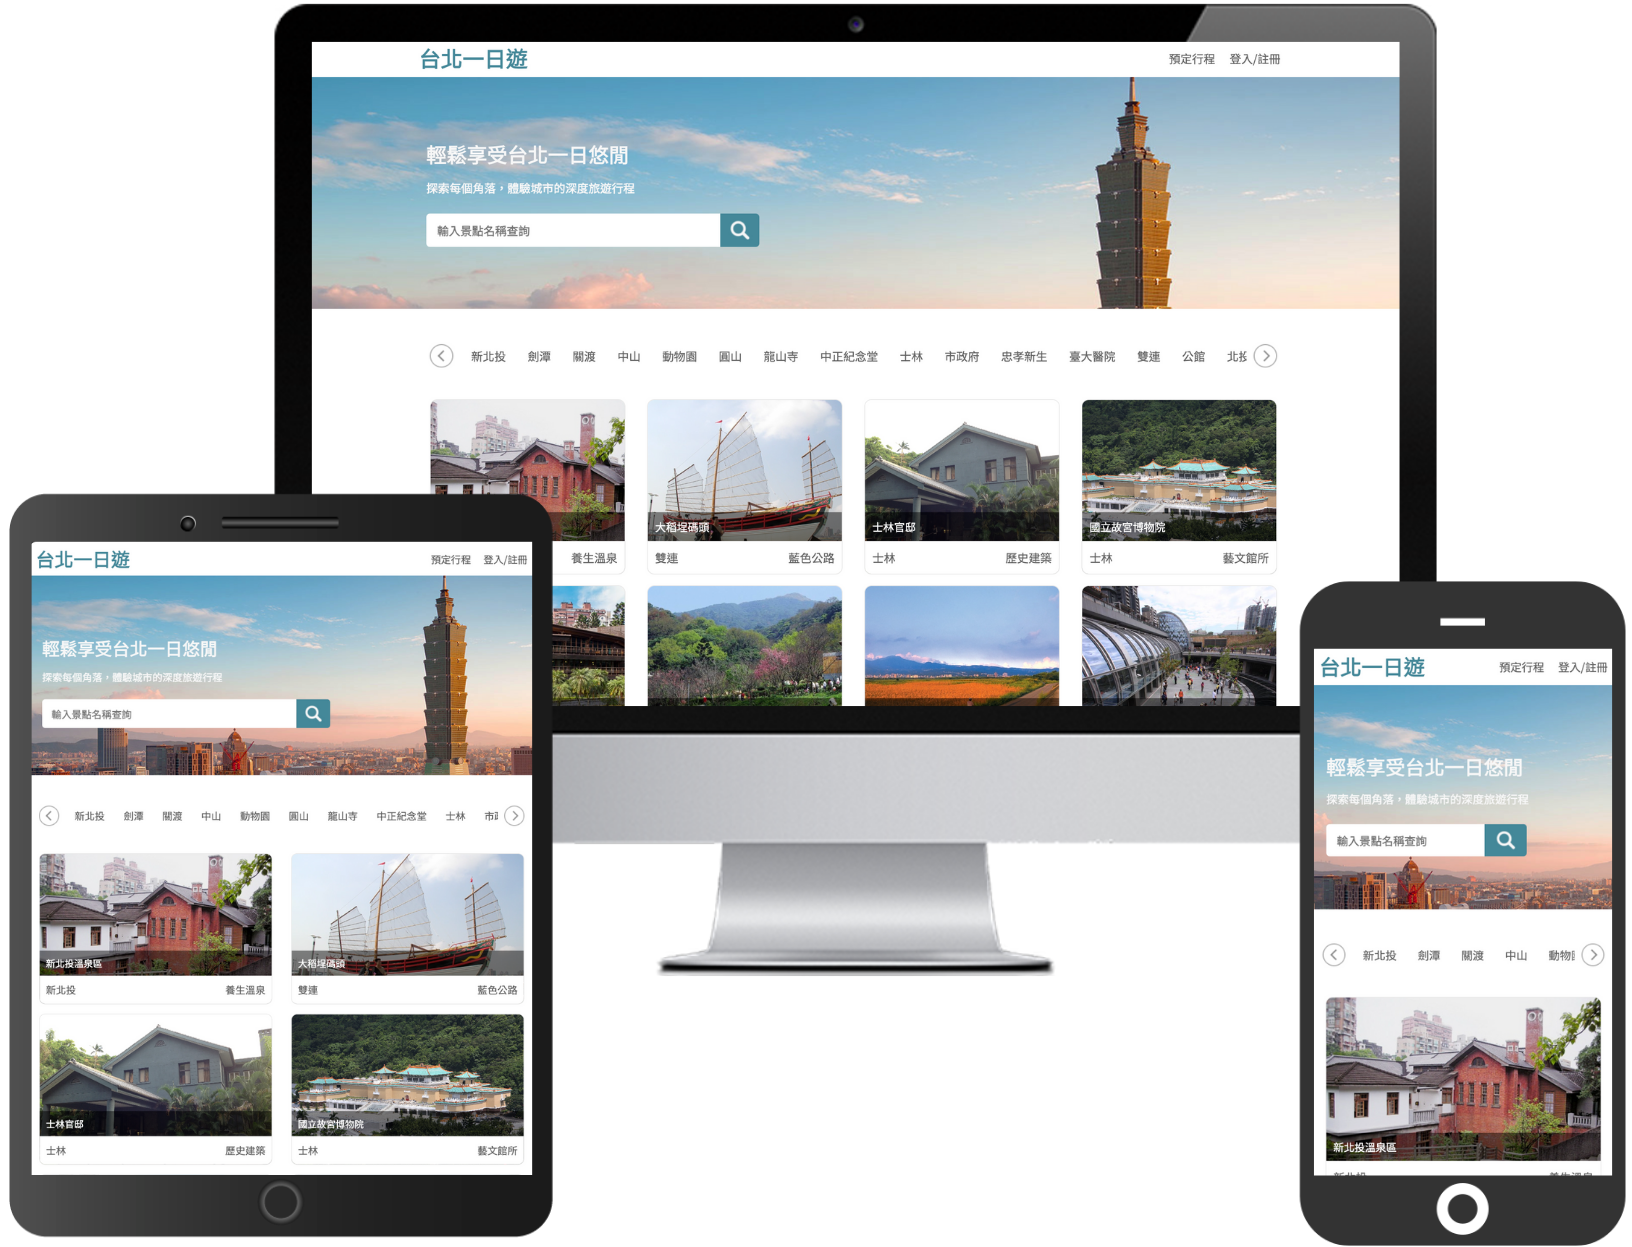 台北一日遊
預定行程 登入/註冊
輕鬆享受台北一日悠閒
探索每個角落，體驗城市的深度旅遊行程
輸入景點名稱查詢
新北投 劍潭 關渡 中山 動物園 圓山 龍山寺 中正紀念堂 士林 市政府 忠孝新生 臺大醫院 雙連 公館 北投
大稻埕碼頭 士林官邸 國立故宮博物院
養生溫泉 雙連 藍色公路 士林 歷史建築 士林 藝文館所
台北一日遊
預定行程 登入/註冊
輕鬆享受台北一日悠閒
探索每個角落，體驗城市的深度旅遊行程
輸入景點名稱查詢
新北投 劍潭 關渡 中山 動物園 圓山 龍山寺 中正紀念堂 士林
新北投溫泉區 大稻埕碼頭
新北投 養生溫泉 雙連 藍色公路
士林官邸 國立故宮博物院
士林 歷史建築 士林 藝文館所
台北一日遊
預定行程 登入/註冊
輕鬆享受台北一日悠閒
探索每個角落，體驗城市的深度旅遊行程
輸入景點名稱查詢
新北投 劍潭 關渡 中山 動物
新北投溫泉區